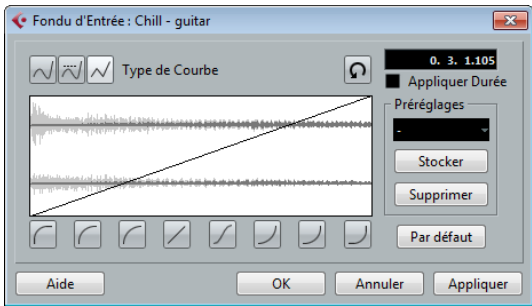 Fondu d'Entrée : Chill - guitar
Type de Courbe
0. 3. 1.105
Appliquer Durée
Préréglages
-
Stocker
Supprimer
Par défaut
Aide
OK
Annuler
Appliquer